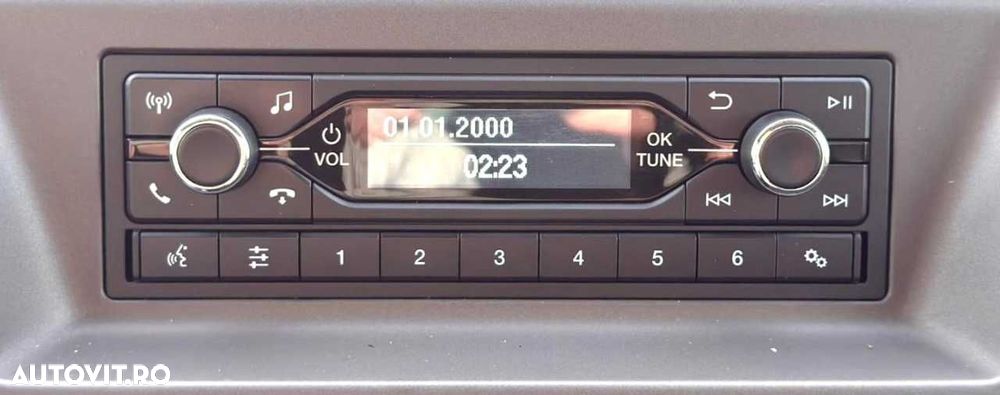 01.01.2000
02:23
VOL
OK
TUNE
1 2 3 4 5 6
AUTOVIT.RO